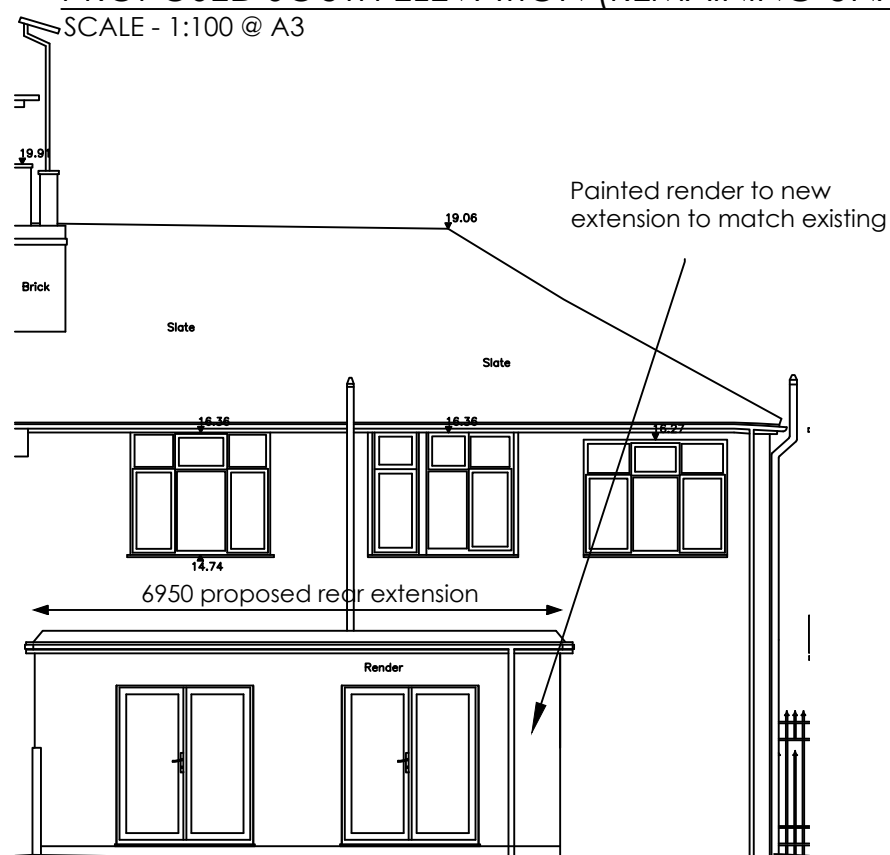 SCALE - 1:100 @ A3
19.91
19.06
Painted render to new
extension to match existing
Brick
Slate
Slate
16.36
16.36
16.27
14.74
6950 proposed rear extension
Render